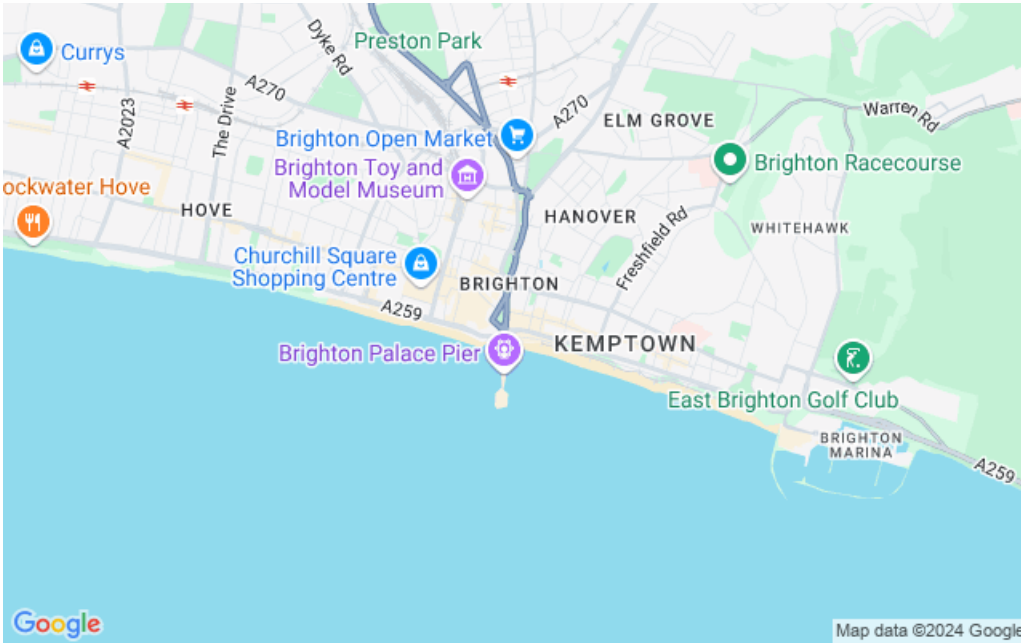 Dyke Rd
Preston Park
Currys
A270
A2023
The Drive
A270
Warren Rd
ELM GROVE
Brighton Open Market
Brighton Toy and
Model Museum
Brighton Racecourse
ockwater Hove
HOVE
HANOVER
WHITEHAWK
Freshfield Rd
Churchill Square
Shopping Centre
BRIGHTON
A259
Brighton Palace Pier
KEMPTOWN
East Brighton Golf Club
BRIGHTON
MARINA
A259
Google
Map data ©2024 Google